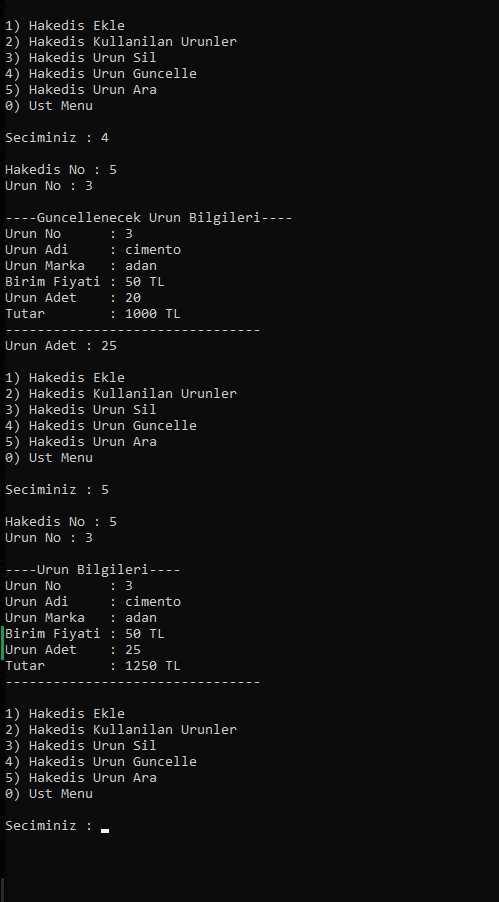 1) Hakedis Ekle
2) Hakedis Kullanilan Urunler
3) Hakedis Urun Sil
4) Hakedis Urun Guncelle
5) Hakedis Urun Ara
0) Ust Menu
Seciminiz : 4
Hakedis No : 5
Urun No : 3
----Guncellenecek Urun Bilgileri----
Urun No      : 3
Urun Adi     : cimento
Urun Marka   : adan
Birim Fiyati : 50 TL
Urun Adet    : 20
Tutar        : 1000 TL
--------------------------------
Urun Adet : 25
1) Hakedis Ekle
2) Hakedis Kullanilan Urunler
3) Hakedis Urun Sil
4) Hakedis Urun Guncelle
5) Hakedis Urun Ara
0) Ust Menu
Seciminiz : 5
Hakedis No : 5
Urun No : 3
----Urun Bilgileri----
Urun No      : 3
Urun Adi     : cimento
Urun Marka   : adan
Birim Fiyati : 50 TL
Urun Adet    : 25
Tutar        : 1250 TL
--------------------------------
1) Hakedis Ekle
2) Hakedis Kullanilan Urunler
3) Hakedis Urun Sil
4) Hakedis Urun Guncelle
5) Hakedis Urun Ara
0) Ust Menu
Seciminiz :